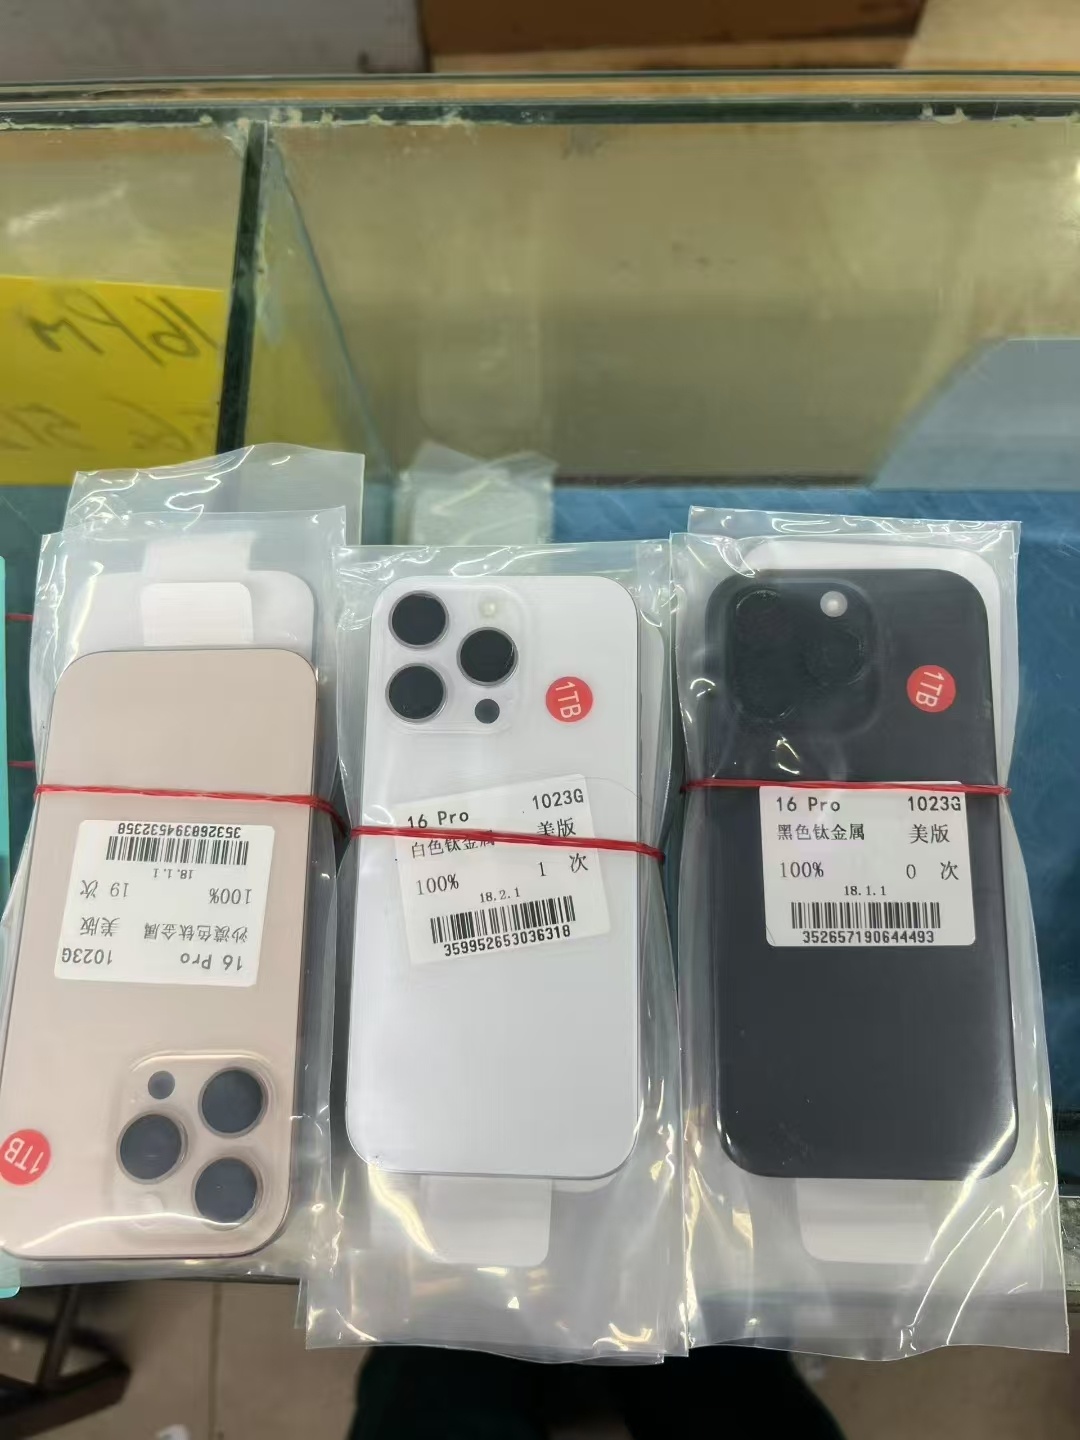 16Pm
1TB
1TB
1TB
16 Pro 1023G
沙漠色钛金属 美版
100% 19 次
18.1.1
353260394532358
16 Pro 1023G
白色钛金属 美版
100% 1 次
18.2.1
359952653036318
16 Pro 1023G
黑色钛金属 美版
100% 0 次
18.1.1
352657190644493